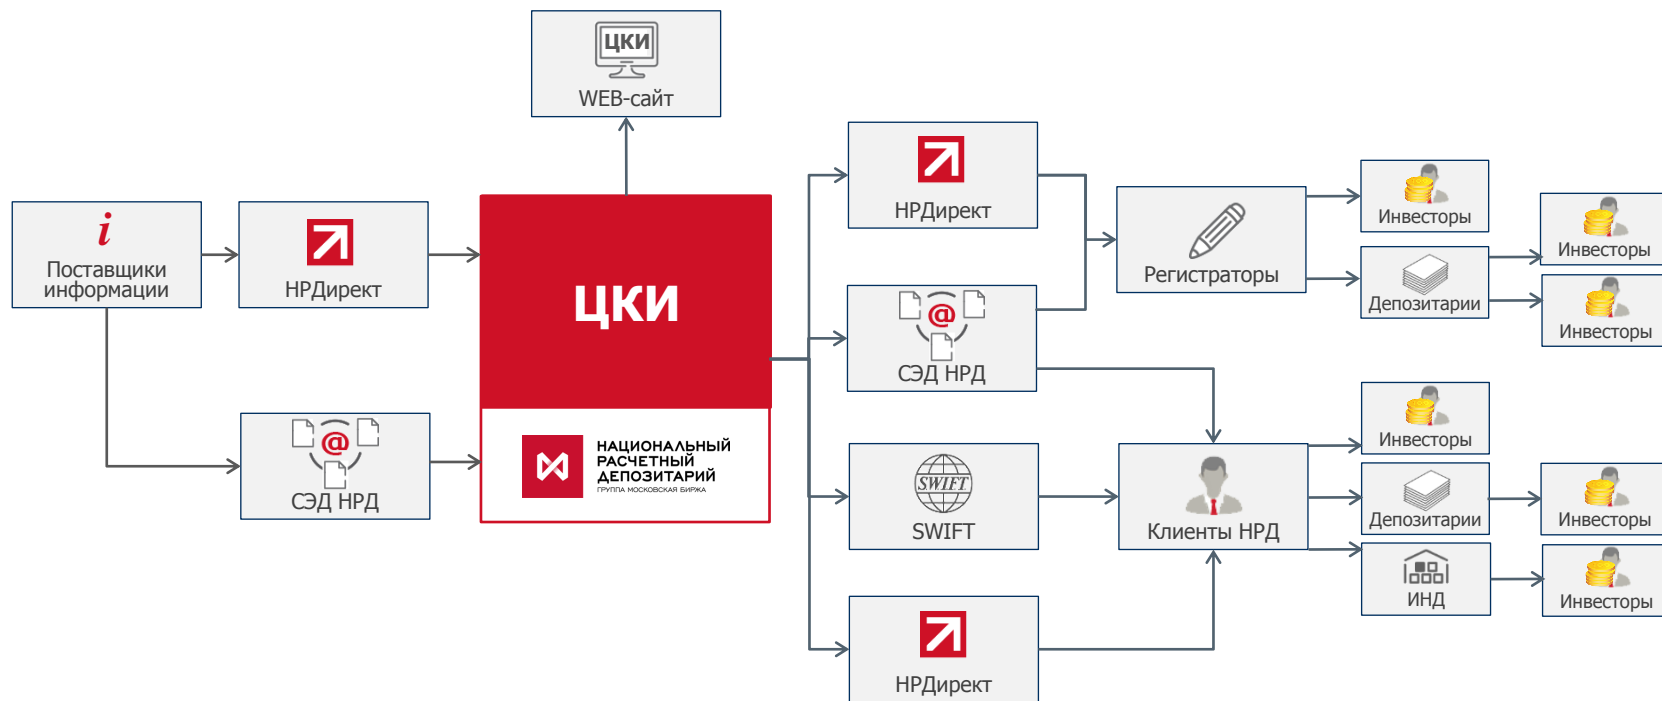 ЦКИ
WEB-сайт
i
Поставщики
информации
НРДирект
СЭД НРД
ЦКИ
НАЦИОНАЛЬНЫЙ
РАСЧЕТНЫЙ
ДЕПОЗИТАРИЙ
ГРУППА МОСКОВСКАЯ БИРЖА
НРДирект
СЭД НРД
SWIFT
SWIFT
НРДирект
Регистраторы
Клиенты НРД
Инвесторы
Депозитарии
Инвесторы
Инвесторы
Инвесторы
Депозитарии
Инвесторы
ИНД
Инвесторы